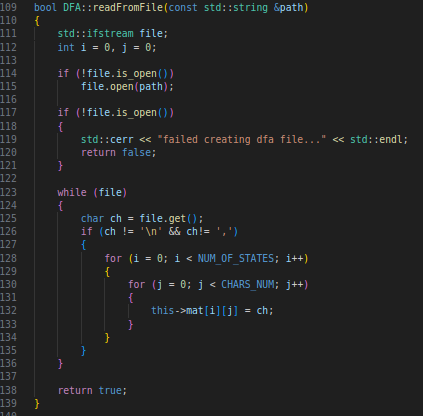 109 bool DFA::readFromFile(const std::string &path)
110 {
111     std::ifstream file;
112     int i = 0, j = 0;
113
114     if (!file.is_open())
115         file.open(path);
116
117     if (!file.is_open())
118     {
119         std::cerr << "failed creating dfa file..." << std::endl;
120         return false;
121     }
122
123     while (file)
124     {
125         char ch = file.get();
126         if (ch != '\n' && ch!= ',')
127         {
128             for (i = 0; i < NUM_OF_STATES; i++)
129             {
130                 for (j = 0; j < CHARS_NUM; j++)
131                 {
132                     this->mat[i][j] = ch;
133                 }
134             }
135         }
136     }
137
138     return true;
139 }